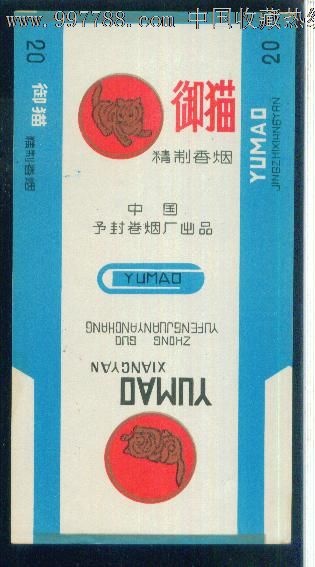 www.997788.com 中国收藏热线
20
御猫
精制香烟
御猫
精制香烟
中国
予封卷烟厂出品
YUMAO
ZHONG GUO
YUFENGJUANYANCHANG
YUMAO
XIANGYAN
20
YUMAO
JINGZHIXIANGYAN